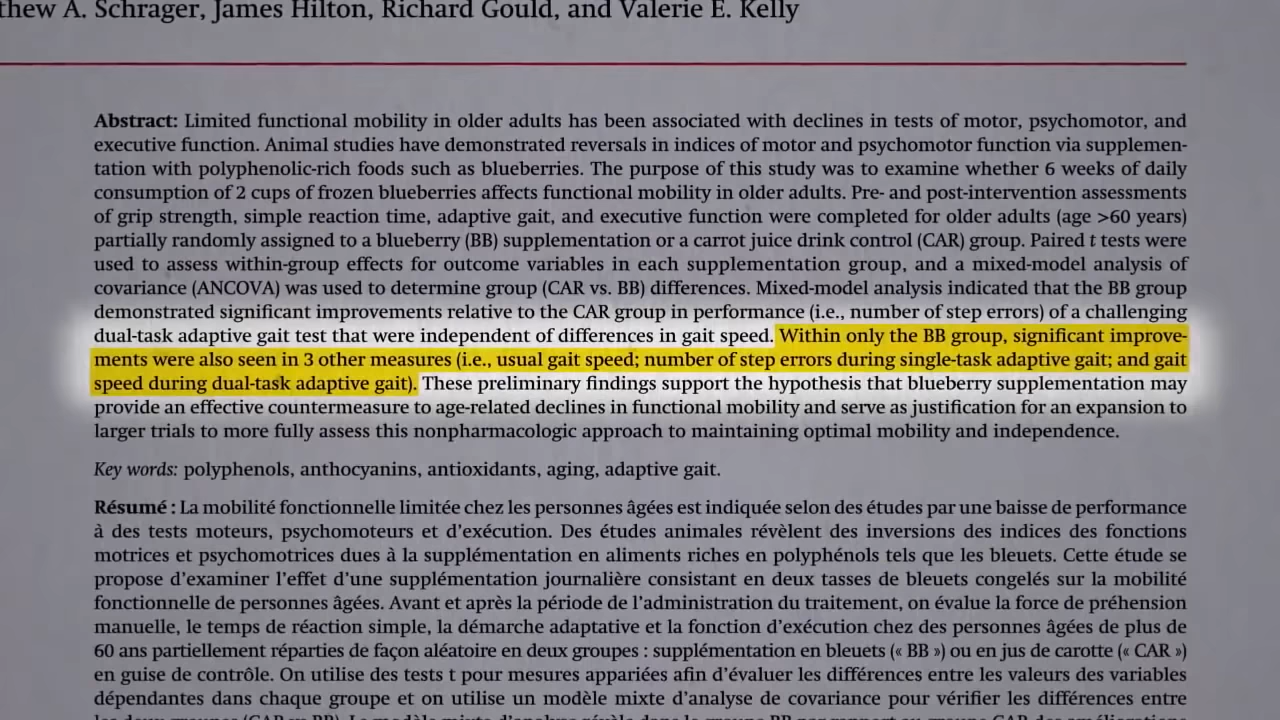 thew A. Schrager, James Hilton, Richard Gould, and Valerie E. Kelly
Abstract: Limited functional mobility in older adults has been associated with declines in tests of motor, psychomotor, and
executive function. Animal studies have demonstrated reversals in indices of motor and psychomotor function via supplemen-
tation with polyphenolic-rich foods such as blueberries. The purpose of this study was to examine whether 6 weeks of daily
consumption of 2 cups of frozen blueberries affects functional mobility in older adults. Pre- and post-intervention assessments
of grip strength, simple reaction time, adaptive gait, and executive function were completed for older adults (age >60 years)
partially randomly assigned to a blueberry (BB) supplementation or a carrot juice drink control (CAR) group. Paired t tests were
used to assess within-group effects for outcome variables in each supplementation group, and a mixed-model analysis of
covariance (ANCOVA) was used to determine group (CAR vs. BB) differences. Mixed-model analysis indicated that the BB group
demonstrated significant improvements relative to the CAR group in performance (i.e., number of step errors) of a challenging
dual-task adaptive gait test that were independent of differences in gait speed. Within only the BB group, significant improve-
ments were also seen in 3 other measures (i.e., usual gait speed; number of step errors during single-task adaptive gait; and gait
speed during dual-task adaptive gait). These preliminary findings support the hypothesis that blueberry supplementation may
provide an effective countermeasure to age-related declines in functional mobility and serve as justification for an expansion to
larger trials to more fully assess this nonpharmacologic approach to maintaining optimal mobility and independence.
Key words: polyphenols, anthocyanins, antioxidants, aging, adaptive gait.
Résumé : La mobilité fonctionnelle limitée chez les personnes âgées est indiquée selon des études par une baisse de performance
à des tests moteurs, psychomoteurs et d'exécution. Des études animales révèlent des inversions des indices des fonctions
motrices et psychomotrices dues à la supplémentation en aliments riches en polyphénols tels que les bleuets. Cette étude se
propose d'examiner l'effet d'une supplémentation journalière consistant en deux tasses de bleuets congelés sur la mobilité
fonctionnelle de personnes âgées. Avant et après la période de l'administration du traitement, on évalue la force de préhension
manuelle, le temps de réaction simple, la démarche adaptative et la fonction d'exécution chez des personnes âgées de plus de
60 ans partiellement réparties de façon aléatoire en deux groupes : supplémentation en bleuets (« BB ») ou en jus de carotte (« CAR »)
en guise de contrôle. On utilise des tests t pour mesures appariées afin d'évaluer les différences entre les valeurs des variables
dépendantes dans chaque groupe et on utilise un modèle mixte d'analyse de covariance pour vérifier les différences entre